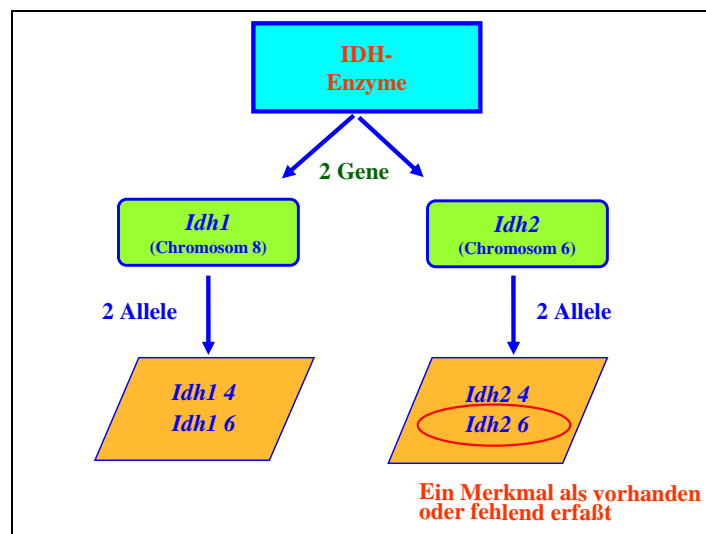 IDH-
Enzyme
2 Gene
Idh1
(Chromosom 8)
Idh2
(Chromosom 6)
2 Allele
2 Allele
Idh1 4
Idh1 6
Idh2 4
Idh2 6
Ein Merkmal als vorhanden
oder fehlend erfaßt